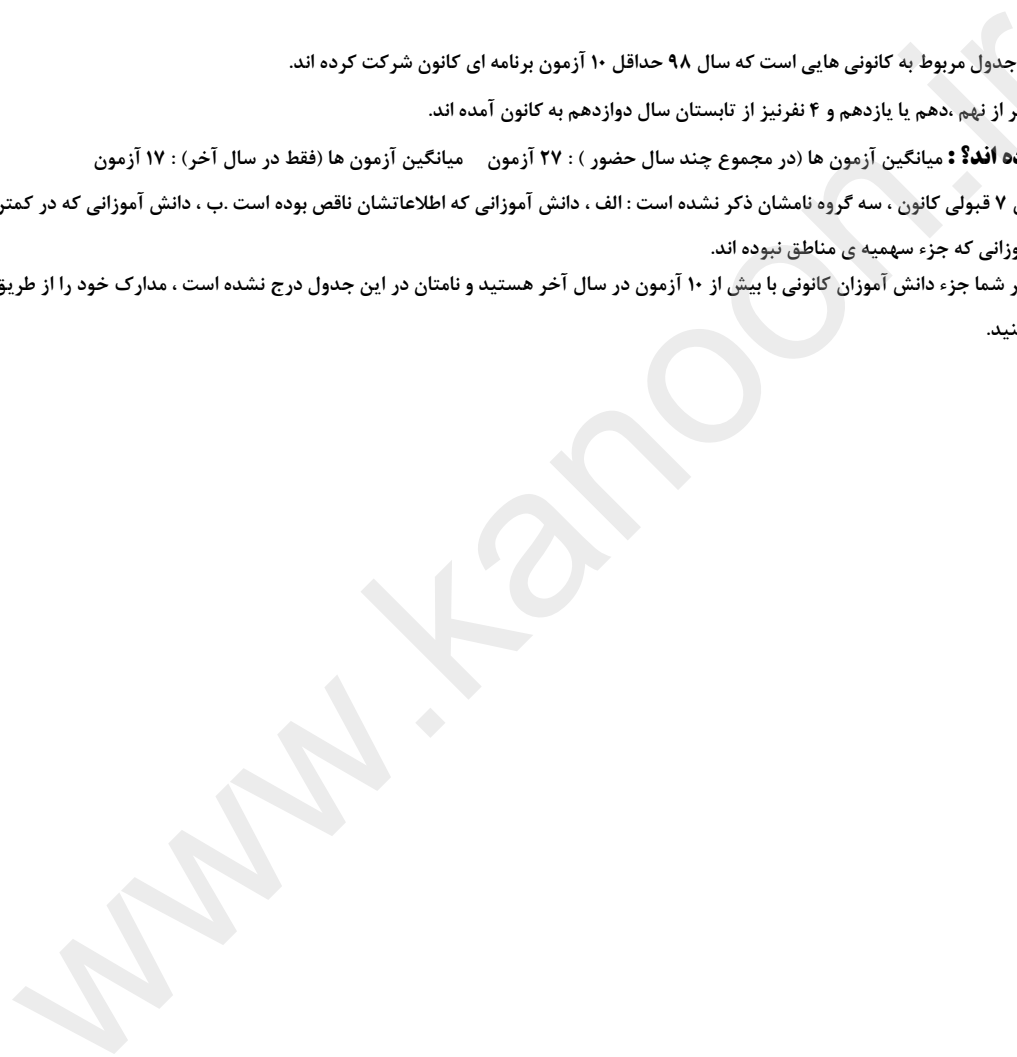 جدول مربوط به کانونی هایی است که سال ۹۸ حداقل ۱۰ آزمون برنامه ای کانون شرکت کرده اند.
از نهم ،دهم یا یازدهم و ۴ نفرنیز از تابستان سال دوازدهم به کانون آمده اند.
اند؟ : میانگین آزمون ها (در مجموع چند سال حضور ) : ۲۷ آزمون میانگین آزمون ها (فقط در سال آخر) : ۱۷ آزمون
۷ قبولی کانون ، سه گروه نامشان ذکر نشده است : الف ، دانش آموزانی که اطلاعاتشان ناقص بوده است .ب ، دانش آموزانی که در کمتر
وزانی که جزء سهمیه ی مناطق نبوده اند.
ر شما جزء دانش آموزان کانونی با بیش از ۱۰ آزمون در سال آخر هستید و نامتان در این جدول درج نشده است ، مدارک خود را از طریق
نید.
www.kanoon.ir